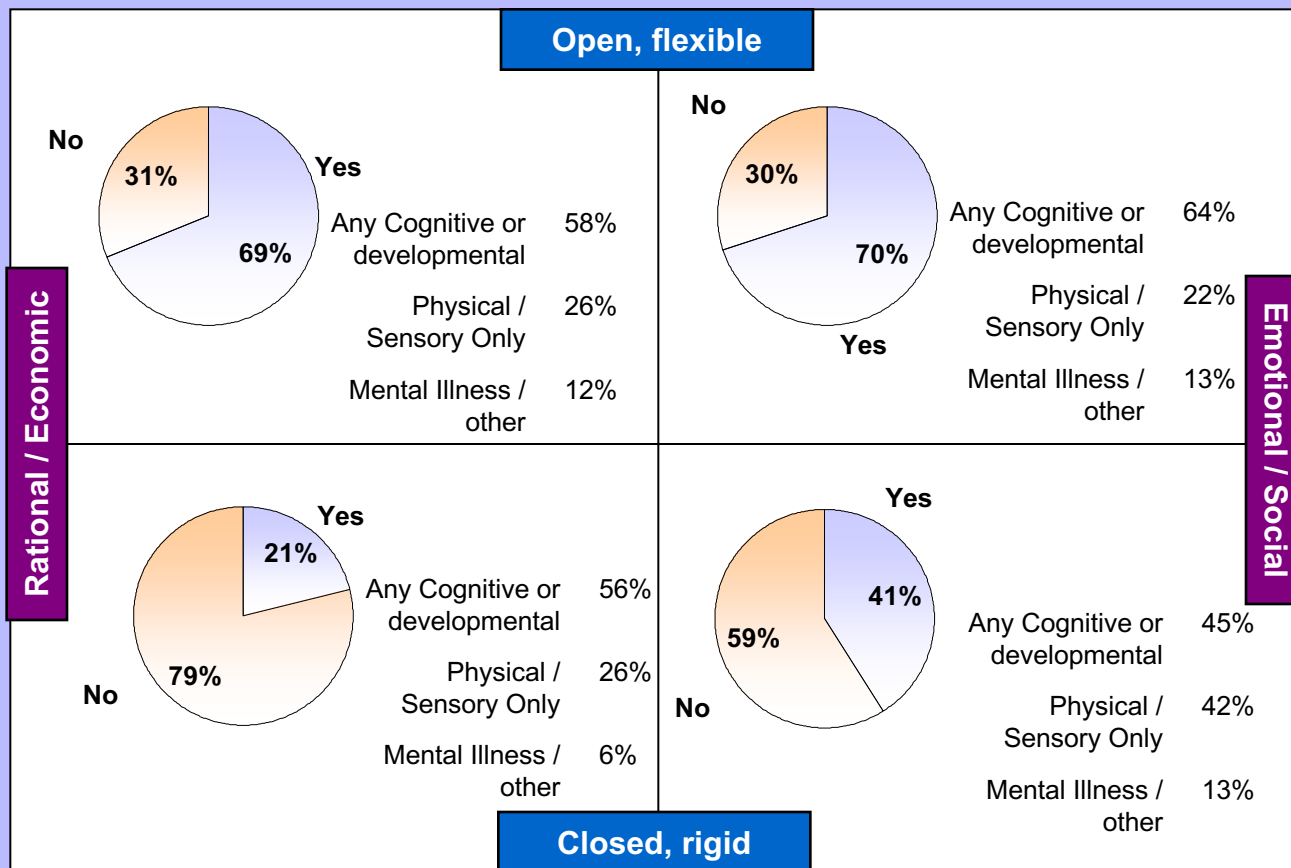 Open, flexible
Rational / Economic
Emotional / Social
No
31%
Yes
69%
Any Cognitive or 58%
developmental
Physical / 26%
Sensory Only
Mental Illness / 12%
other
No
30%
70%
Yes
Any Cognitive or 64%
developmental
Physical / 22%
Sensory Only
Mental Illness / 13%
other
Yes
21%
79%
No
Any Cognitive or 56%
developmental
Physical / 26%
Sensory Only
Mental Illness / 6%
other
Yes
41%
59%
No
Any Cognitive or 45%
developmental
Physical / 42%
Sensory Only
Mental Illness / 13%
other
Closed, rigid